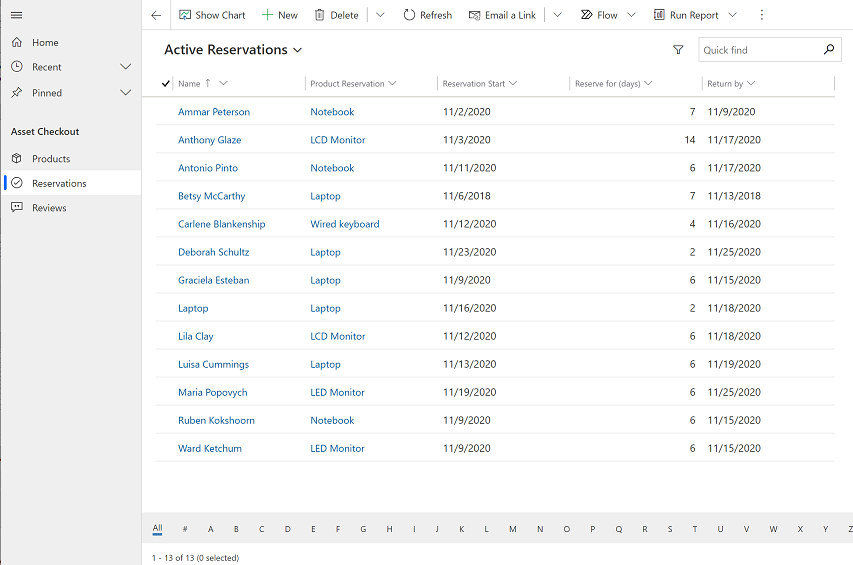 Show Chart New Delete Refresh Email a Link Flow Run Report
Home
Recent
Pinned
Asset Checkout
Products
Reservations
Reviews
Active Reservations Quick find
Name Product Reservation Reservation Start Reserve for (days) Return by
Ammar Peterson Notebook 11/2/2020 7 11/9/2020
Anthony Glaze LCD Monitor 11/3/2020 14 11/17/2020
Antonio Pinto Notebook 11/11/2020 6 11/17/2020
Betsy McCarthy Laptop 11/6/2018 7 11/13/2018
Carlene Blankenship Wired keyboard 11/12/2020 4 11/16/2020
Deborah Schultz Laptop 11/23/2020 2 11/25/2020
Graciela Esteban Laptop 11/9/2020 6 11/15/2020
Laptop Laptop 11/16/2020 2 11/18/2020
Lila Clay LCD Monitor 11/12/2020 6 11/18/2020
Luisa Cummings Laptop 11/13/2020 6 11/19/2020
Maria Popovych LED Monitor 11/19/2020 6 11/25/2020
Ruben Kokshoorn Notebook 11/9/2020 6 11/15/2020
Ward Ketchum LED Monitor 11/9/2020 6 11/15/2020
All # A B C D E F G H I J K L M N O P Q R S T U V W X Y Z
1 - 13 of 13 (0 selected)